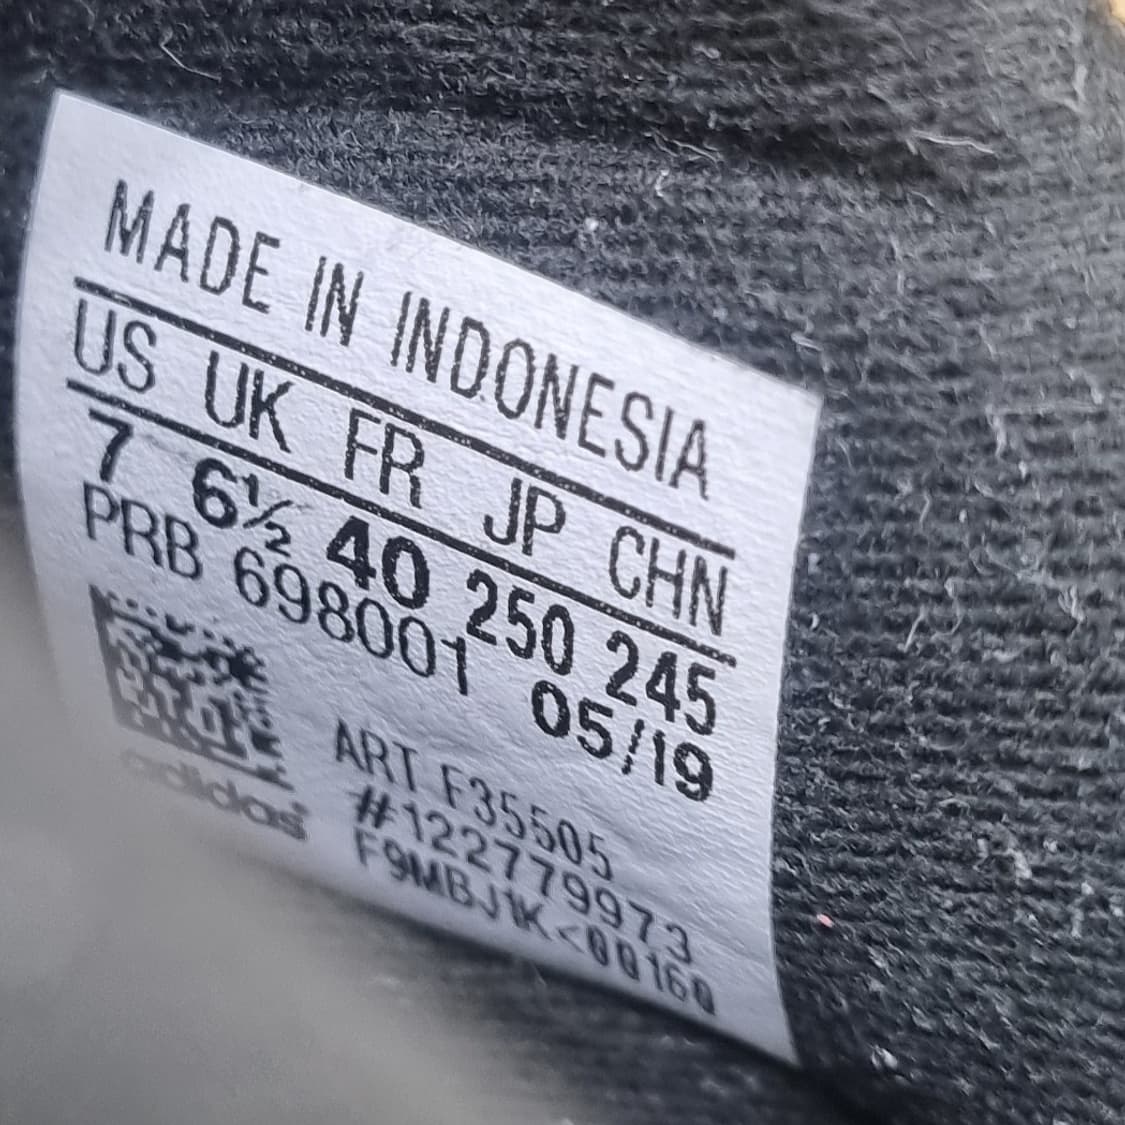 MADE IN INDONESIA
US UK FR JP CHN
7 6½ 40 250 245
PRB 698001 05/19
ART F35505
#1227799973
F9MBJ1K<00160
adidas